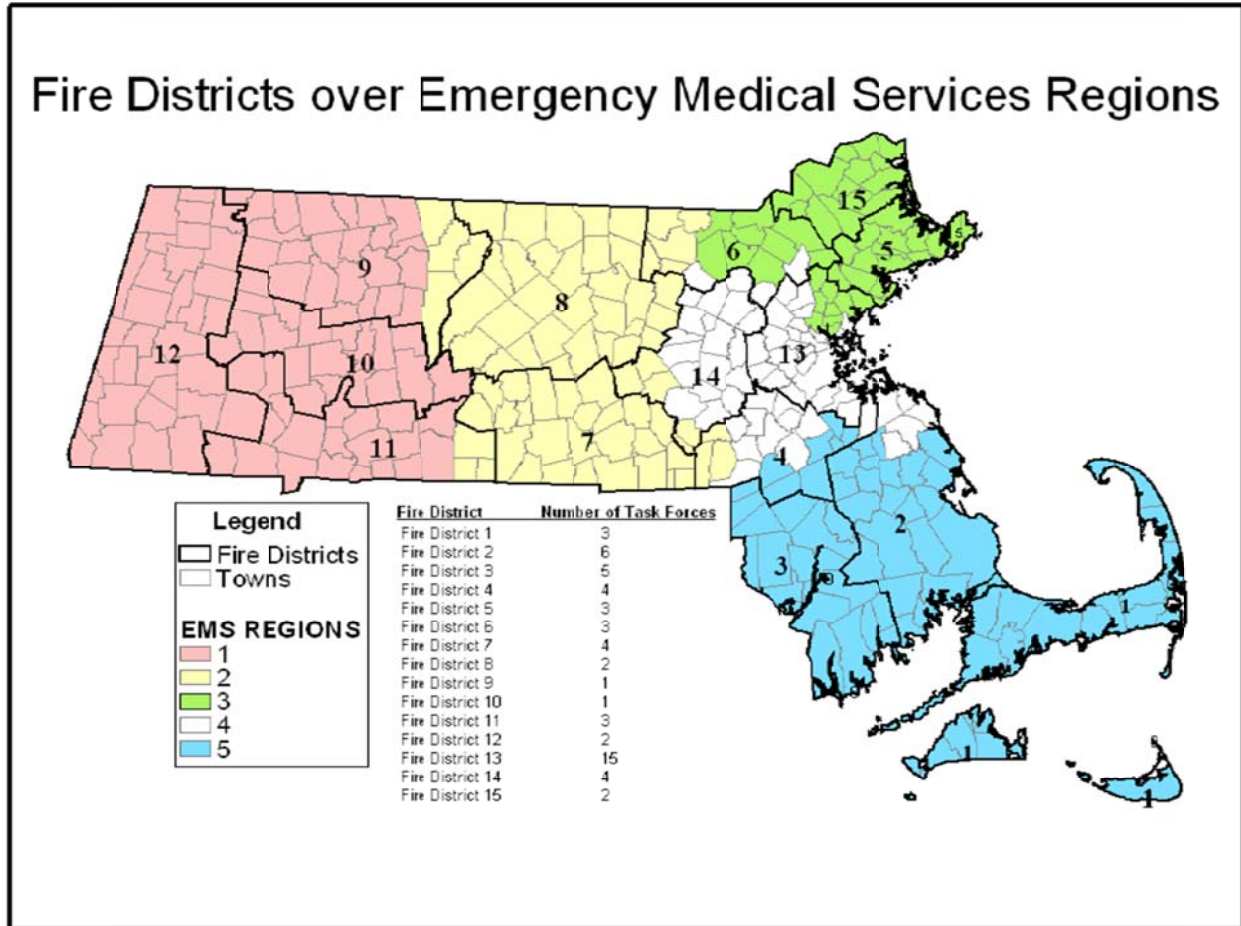 Fire Districts over Emergency Medical Services Regions
15
6
5
5
9
8
12
10
13
14
11
7
4
2
3
1
1
1
Legend
Fire Districts
Towns
EMS REGIONS
1
2
3
4
5
Fire District Number of Task Forces
Fire District 1 3
Fire District 2 6
Fire District 3 5
Fire District 4 4
Fire District 5 3
Fire District 6 3
Fire District 7 4
Fire District 8 2
Fire District 9 1
Fire District 10 1
Fire District 11 3
Fire District 12 2
Fire District 13 15
Fire District 14 4
Fire District 15 2